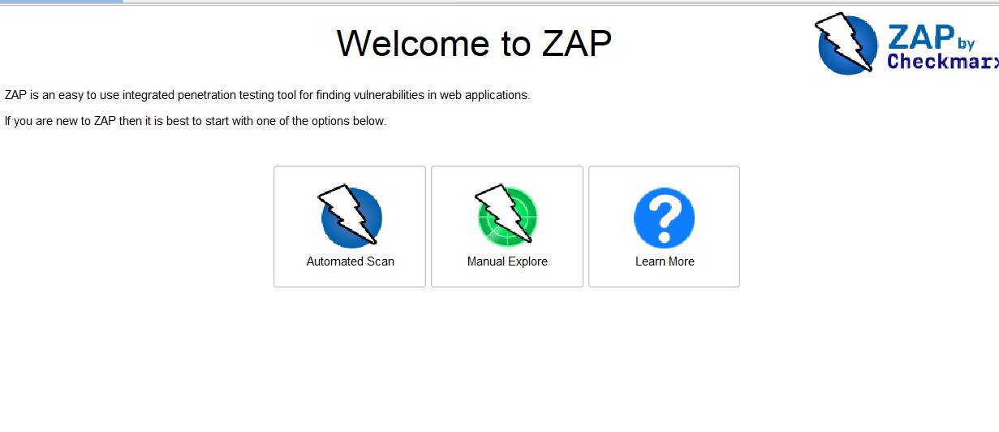 Welcome to ZAP
ZAP by
Checkmarx
ZAP is an easy to use integrated penetration testing tool for finding vulnerabilities in web applications.
If you are new to ZAP then it is best to start with one of the options below.
Automated Scan
Manual Explore
Learn More